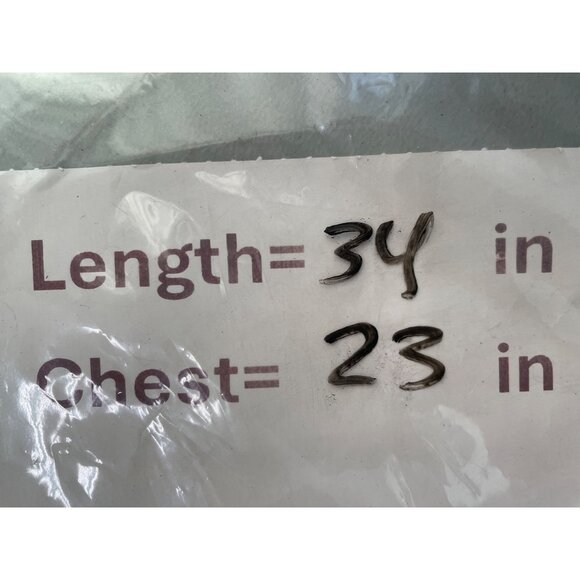 Length= 34 in
Chest= 23 in